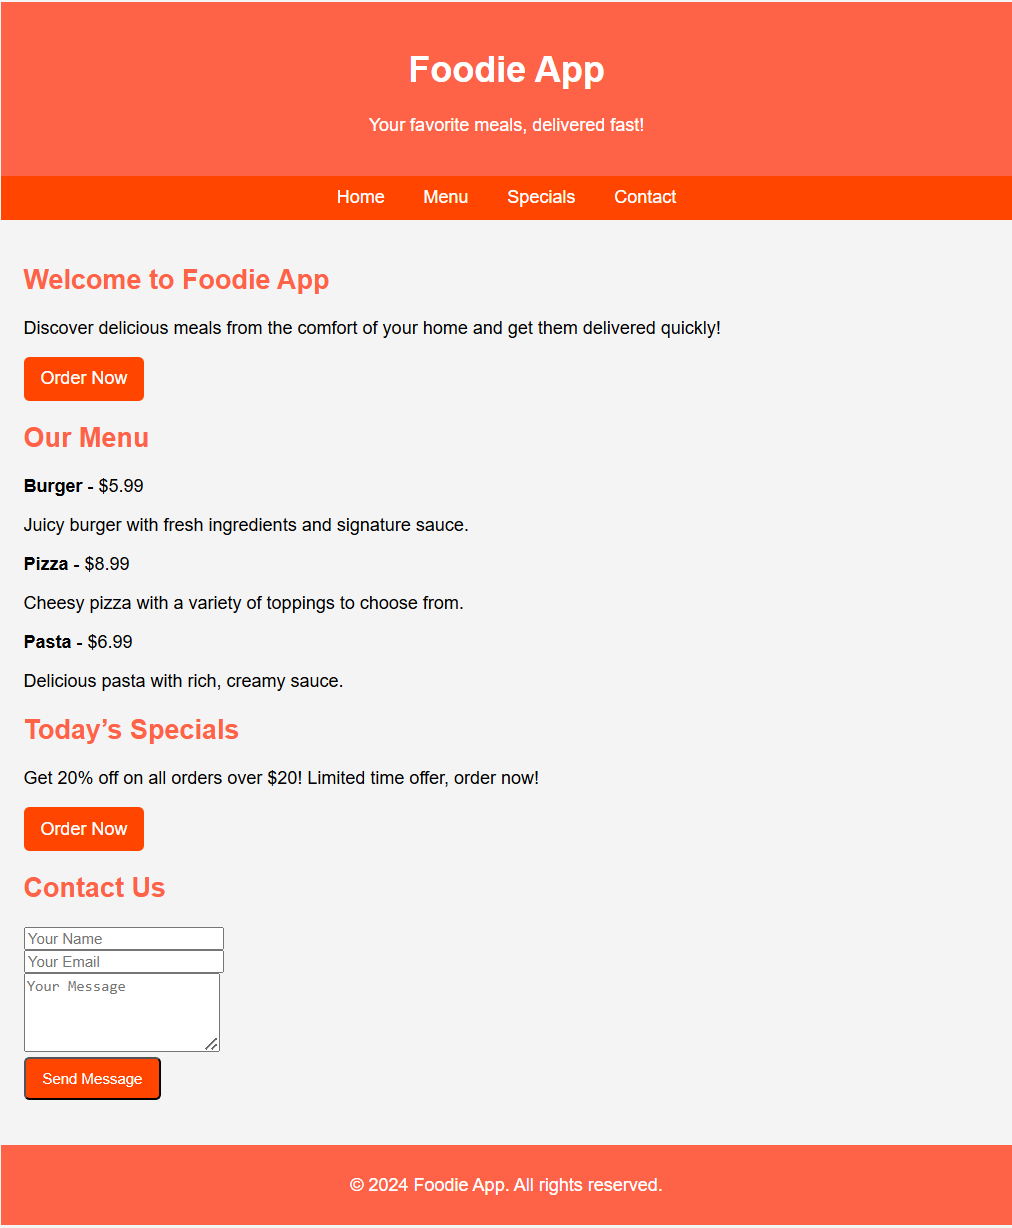 Foodie App
Your favorite meals, delivered fast!
Home Menu Specials Contact
Welcome to Foodie App
Discover delicious meals from the comfort of your home and get them delivered quickly!
Order Now
Our Menu
Burger - $5.99
Juicy burger with fresh ingredients and signature sauce.
Pizza - $8.99
Cheesy pizza with a variety of toppings to choose from.
Pasta - $6.99
Delicious pasta with rich, creamy sauce.
Today’s Specials
Get 20% off on all orders over $20! Limited time offer, order now!
Order Now
Contact Us
Your Name
Your Email
Your Message
Send Message
© 2024 Foodie App. All rights reserved.